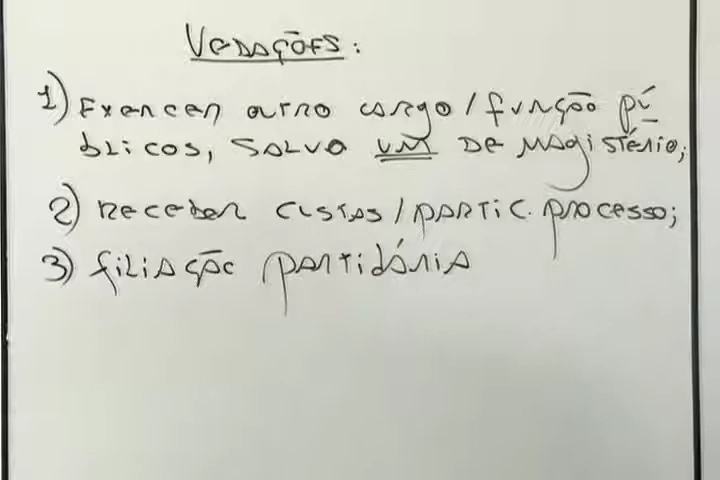 Vedações:
1) Exercer outro cargo/função pú
blicos, salvo um de magistério;
2) receber custas/partic. processo;
3) filiação partidária